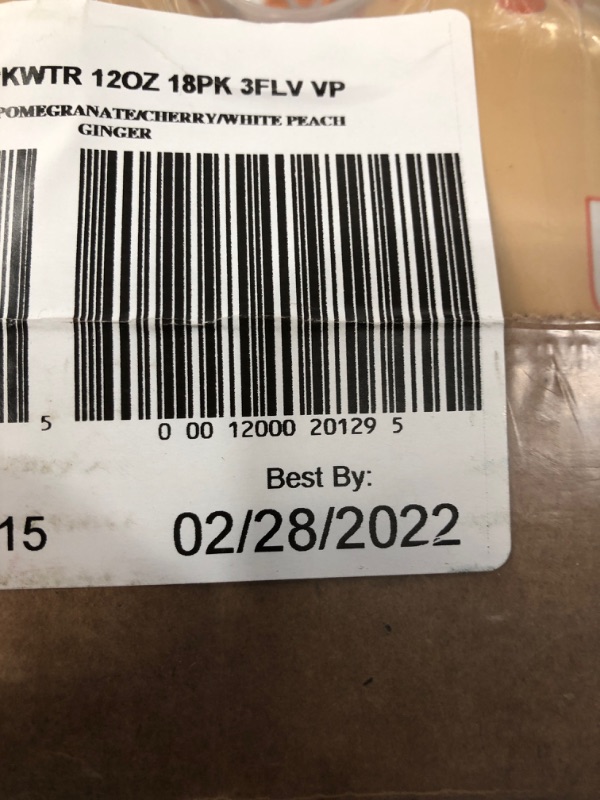 KWTR 12OZ 18PK 3FLV VP
POMEGRANATE/CHERRY/WHITE PEACH
GINGER
5
0 00 12000 20129 5
Best By:
15
02/28/2022